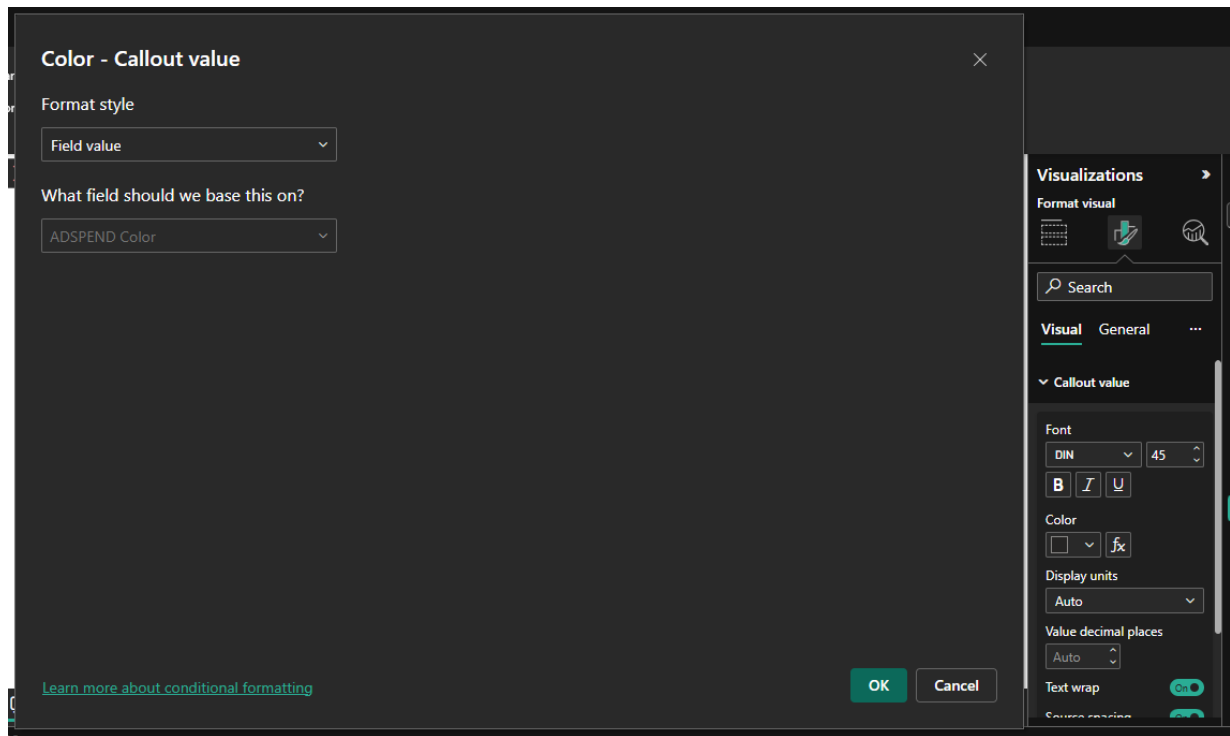 Color - Callout value
Format style
Field value
What field should we base this on?
ADSPEND Color
Learn more about conditional formatting
OK
Cancel
Visualizations
Format visual
Search
Visual General
Callout value
Font
DIN 45
B I U
Color
fx
Display units
Auto
Value decimal places
Auto
Text wrap On
Source spacing